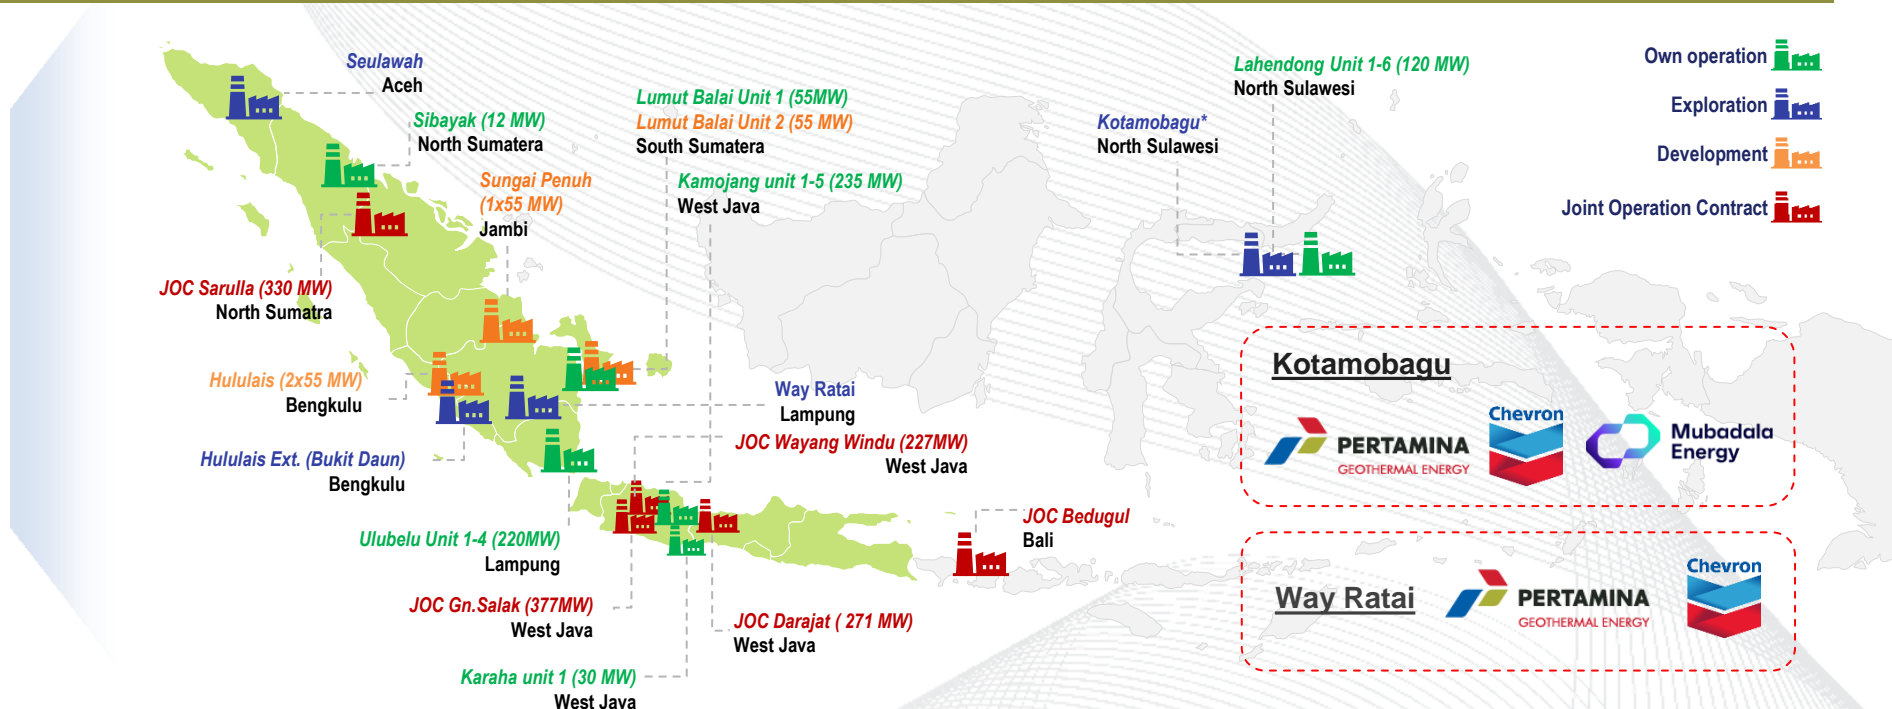 Seulawah
Aceh
Sibayak (12 MW)
North Sumatera
Sungai Penuh
(1x55 MW)
Jambi
JOC Sarulla (330 MW)
North Sumatra
Hululais (2x55 MW)
Bengkulu
Hululais Ext. (Bukit Daun)
Bengkulu
Ulubelu Unit 1-4 (220MW)
Lampung
JOC Gn.Salak (377MW)
West Java
Karaha unit 1 (30 MW)
West Java
Lumut Balai Unit 1 (55MW)
Lumut Balai Unit 2 (55 MW)
South Sumatera
Kamojang unit 1-5 (235 MW)
West Java
Way Ratai
Lampung
JOC Wayang Windu (227MW)
West Java
JOC Darajat ( 271 MW)
West Java
JOC Bedugul
Bali
Kotamobagu*
North Sulawesi
Lahendong Unit 1-6 (120 MW)
North Sulawesi
Own operation
Exploration
Development
Joint Operation Contract
Kotamobagu
PERTAMINA
GEOTHERMAL ENERGY
Chevron
Mubadala
Energy
Way Ratai
PERTAMINA
GEOTHERMAL ENERGY
Chevron